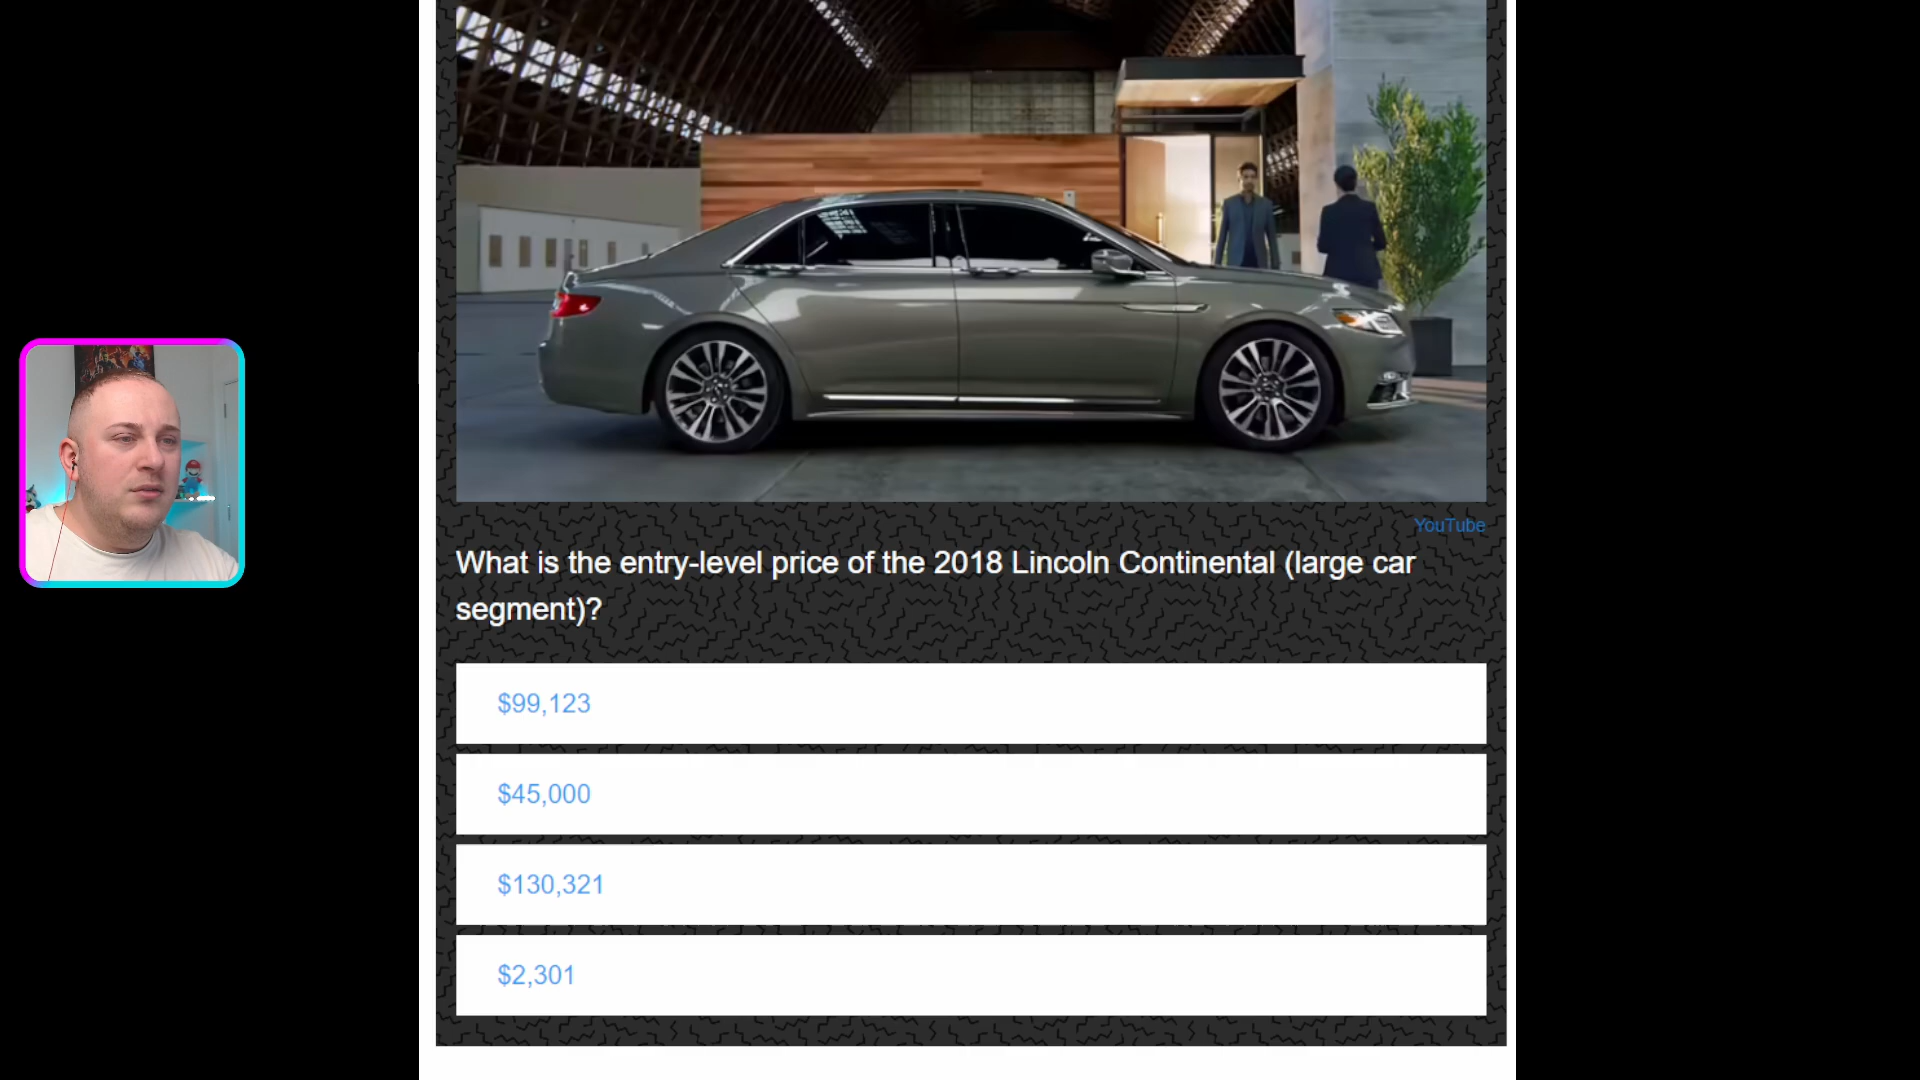 YouTube
What is the entry-level price of the 2018 Lincoln Continental (large car
segment)?
$99,123
$45,000
$130,321
$2,301